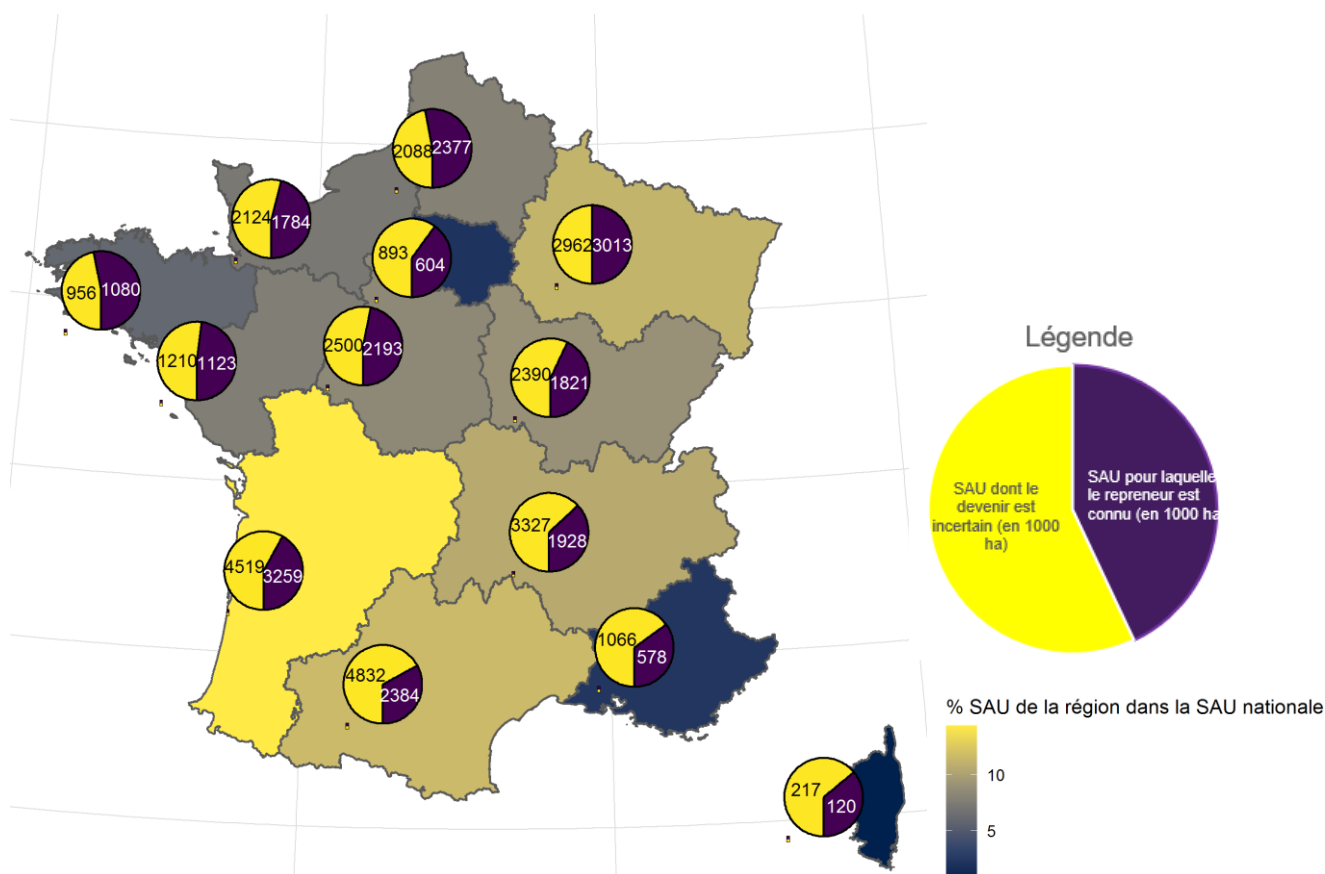 2088 2377
2124 1784
893 604
2962 3013
956 1080
1210 1123
2500 2193
2390 1821
3327 1928
4519 3259
1066 578
4832 2384
217 120
Légende
SAU dont le
devenir est
incertain (en 1000
ha)
SAU pour laquelle
le repreneur est
connu (en 1000 ha
% SAU de la région dans la SAU nationale
10
5